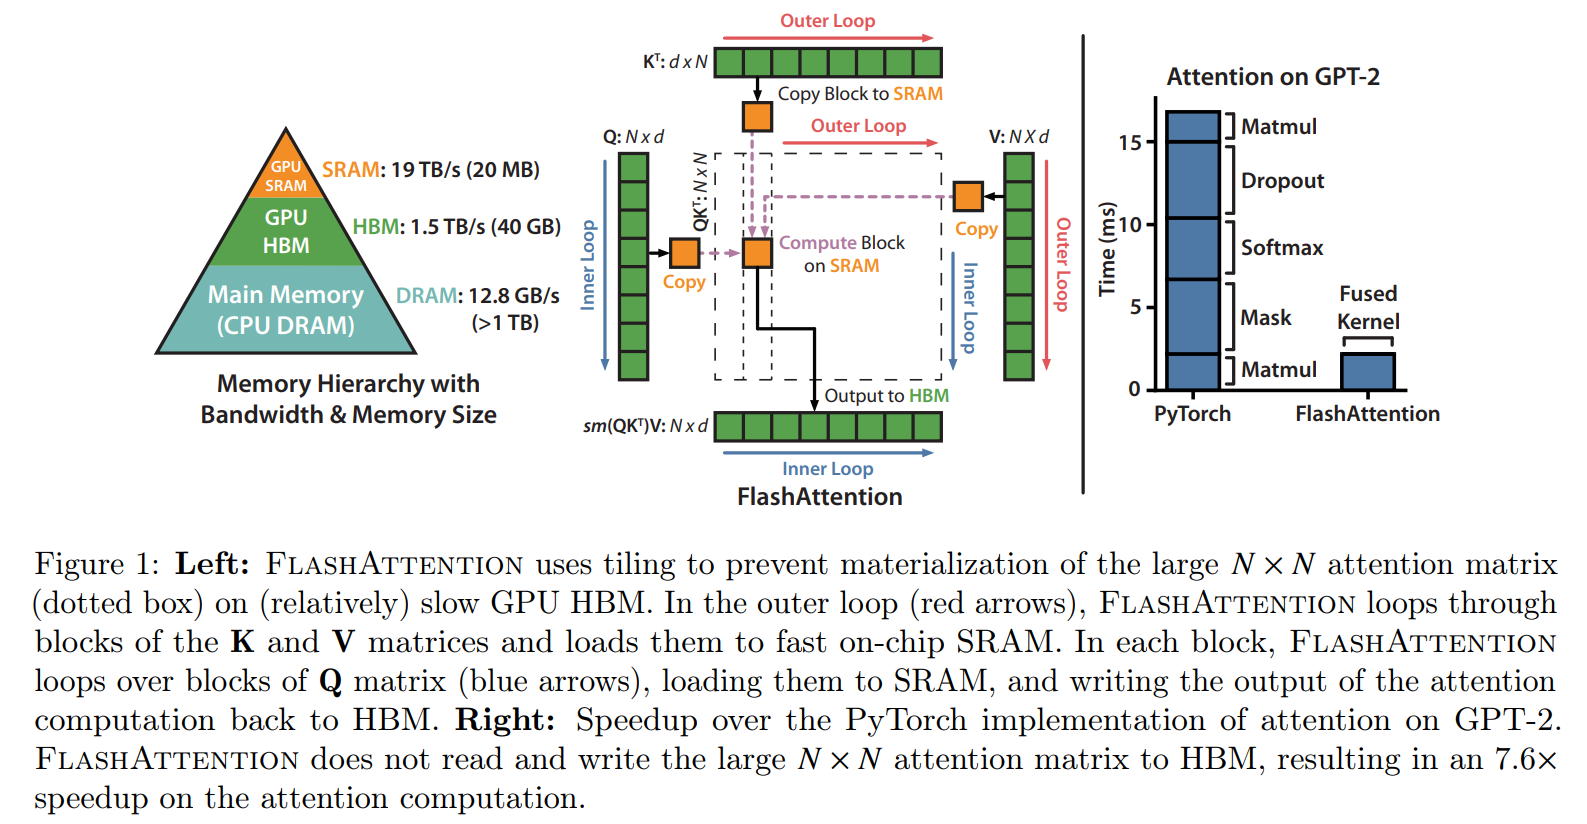 GPU
SRAM
GPU
HBM
Main Memory
(CPU DRAM)
SRAM: 19 TB/s (20 MB)
HBM: 1.5 TB/s (40 GB)
DRAM: 12.8 GB/s
(>1 TB)
Memory Hierarchy with
Bandwidth & Memory Size
Outer Loop
Kᵀ: d x N
Copy Block to SRAM
Outer Loop
Q: N x d
V: N X d
QKᵀ: N x N
Inner Loop
Copy
Compute Block
on SRAM
Copy
Inner Loop
Outer Loop
Output to HBM
sm(QKᵀ)V: N x d
Inner Loop
FlashAttention
Attention on GPT-2
Time (ms)
15
10
5
0
Matmul
Dropout
Softmax
Mask
Matmul
Fused
Kernel
PyTorch
FlashAttention
Figure 1: Left: FlashAttention uses tiling to prevent materialization of the large N × N attention matrix
(dotted box) on (relatively) slow GPU HBM. In the outer loop (red arrows), FlashAttention loops through
blocks of the K and V matrices and loads them to fast on-chip SRAM. In each block, FlashAttention
loops over blocks of Q matrix (blue arrows), loading them to SRAM, and writing the output of the attention
computation back to HBM. Right: Speedup over the PyTorch implementation of attention on GPT-2.
FlashAttention does not read and write the large N × N attention matrix to HBM, resulting in an 7.6×
speedup on the attention computation.